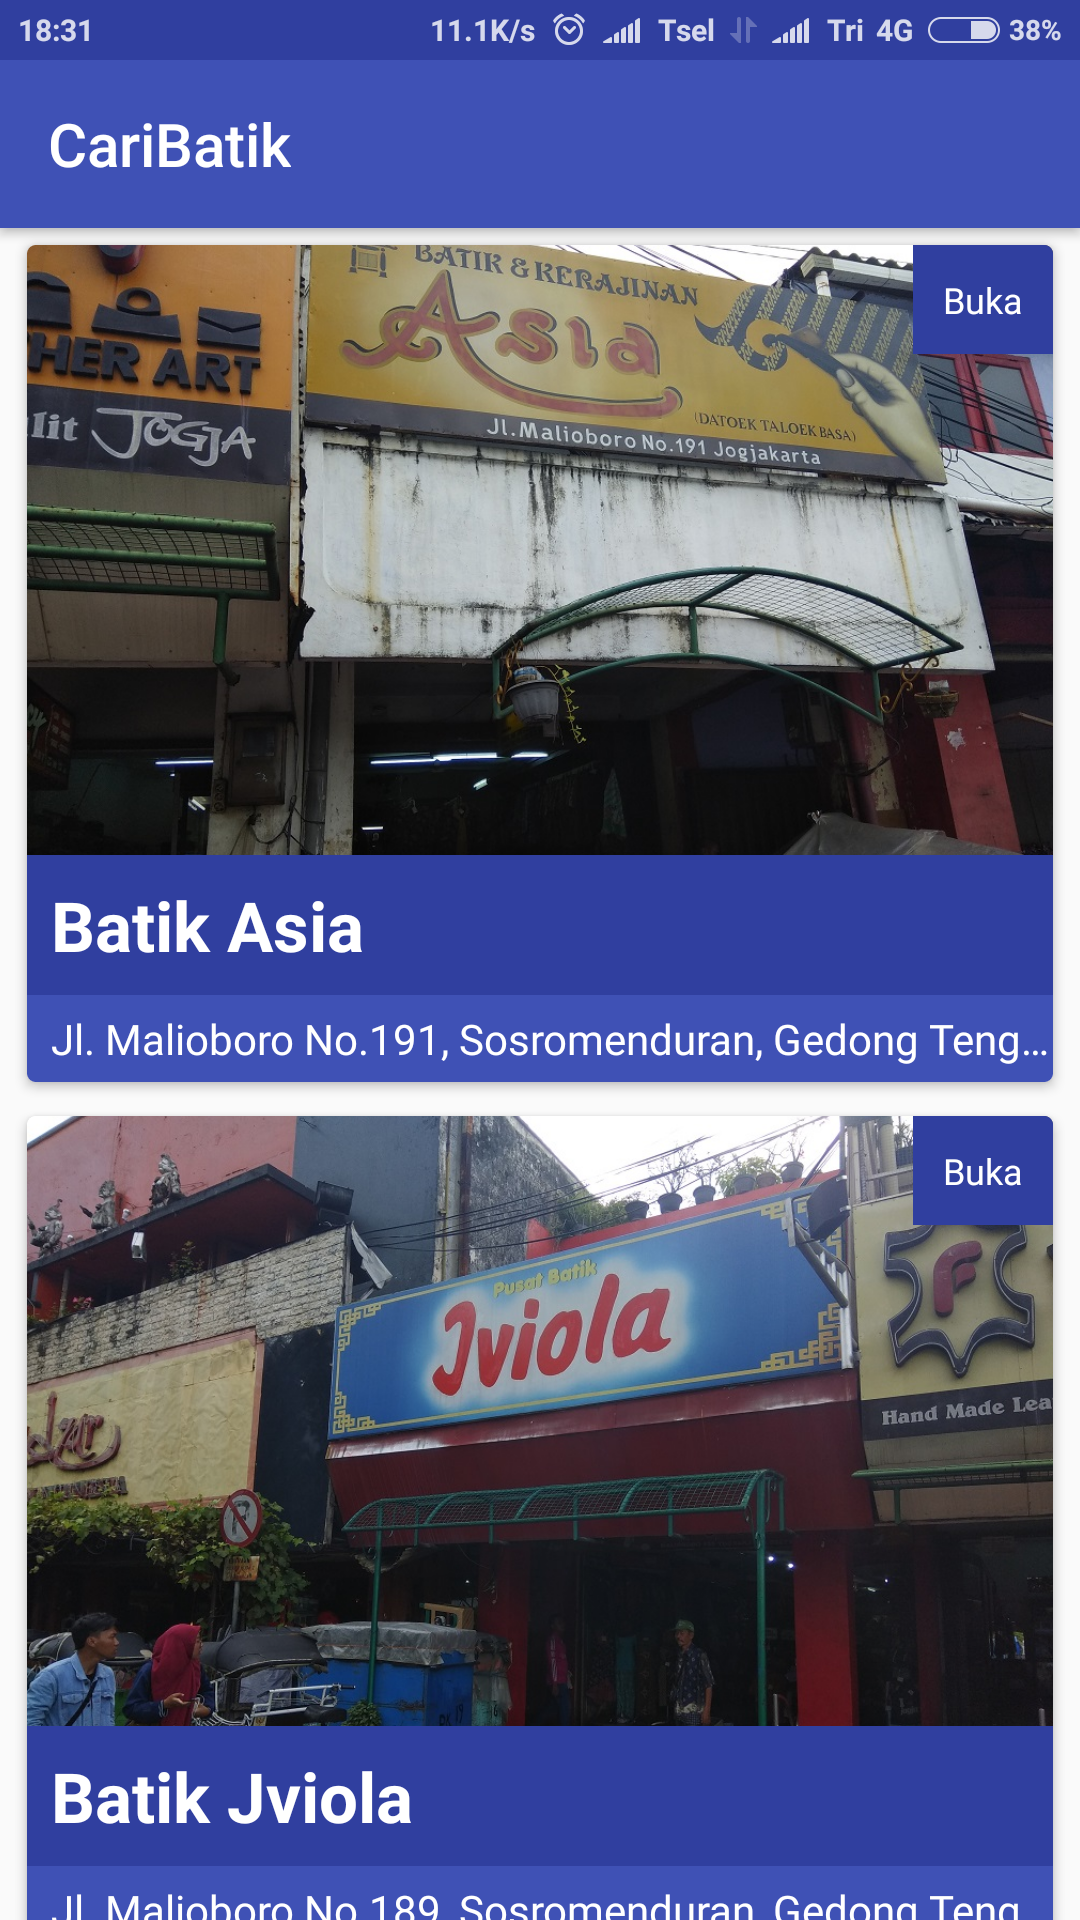 18:31 11.1K/s Tsel Tri 4G 38%
CariBatik
BATIK & KERAJINAN
Asia
(DATOEK TALOEK BASA)
Jl.Malioboro No.191 Jogjakarta
HER ART
lit JOGJA
Buka
Batik Asia
Jl. Malioboro No.191, Sosromenduran, Gedong Teng...
Buka
Pusat Batik
Jviola
F
Hand Made Lea
P
Batik Jviola
Jl. Malioboro No.189, Sosromenduran, Gedong Teng